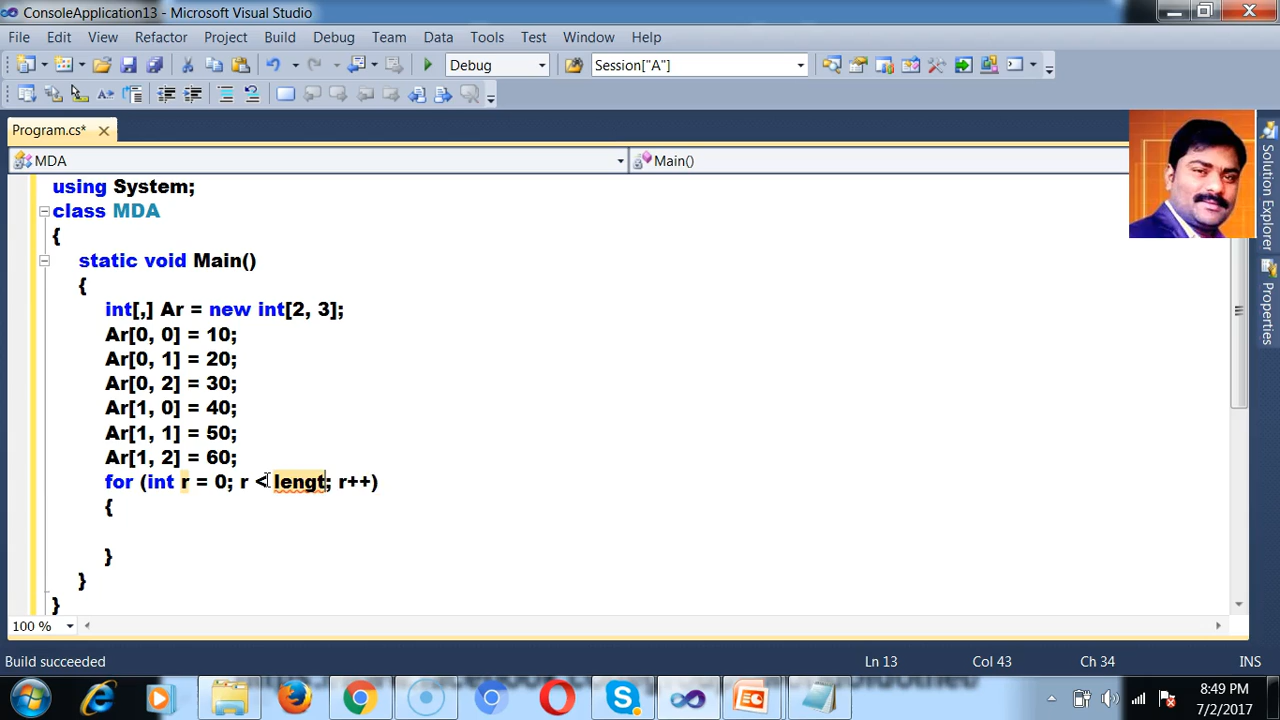 ConsoleApplication13 - Microsoft Visual Studio
File Edit View Refactor Project Build Debug Team Data Tools Test Window Help
Debug Session["A"]
Program.cs*
MDA Main()
Solution Explorer
Properties
using System;
class MDA
{
static void Main()
{
int[,] Ar = new int[2, 3];
Ar[0, 0] = 10;
Ar[0, 1] = 20;
Ar[0, 2] = 30;
Ar[1, 0] = 40;
Ar[1, 1] = 50;
Ar[1, 2] = 60;
for (int r = 0; r < lengt; r++)
{
}
}
}
100 %
Build succeeded Ln 13 Col 43 Ch 34 INS
8:49 PM
7/2/2017